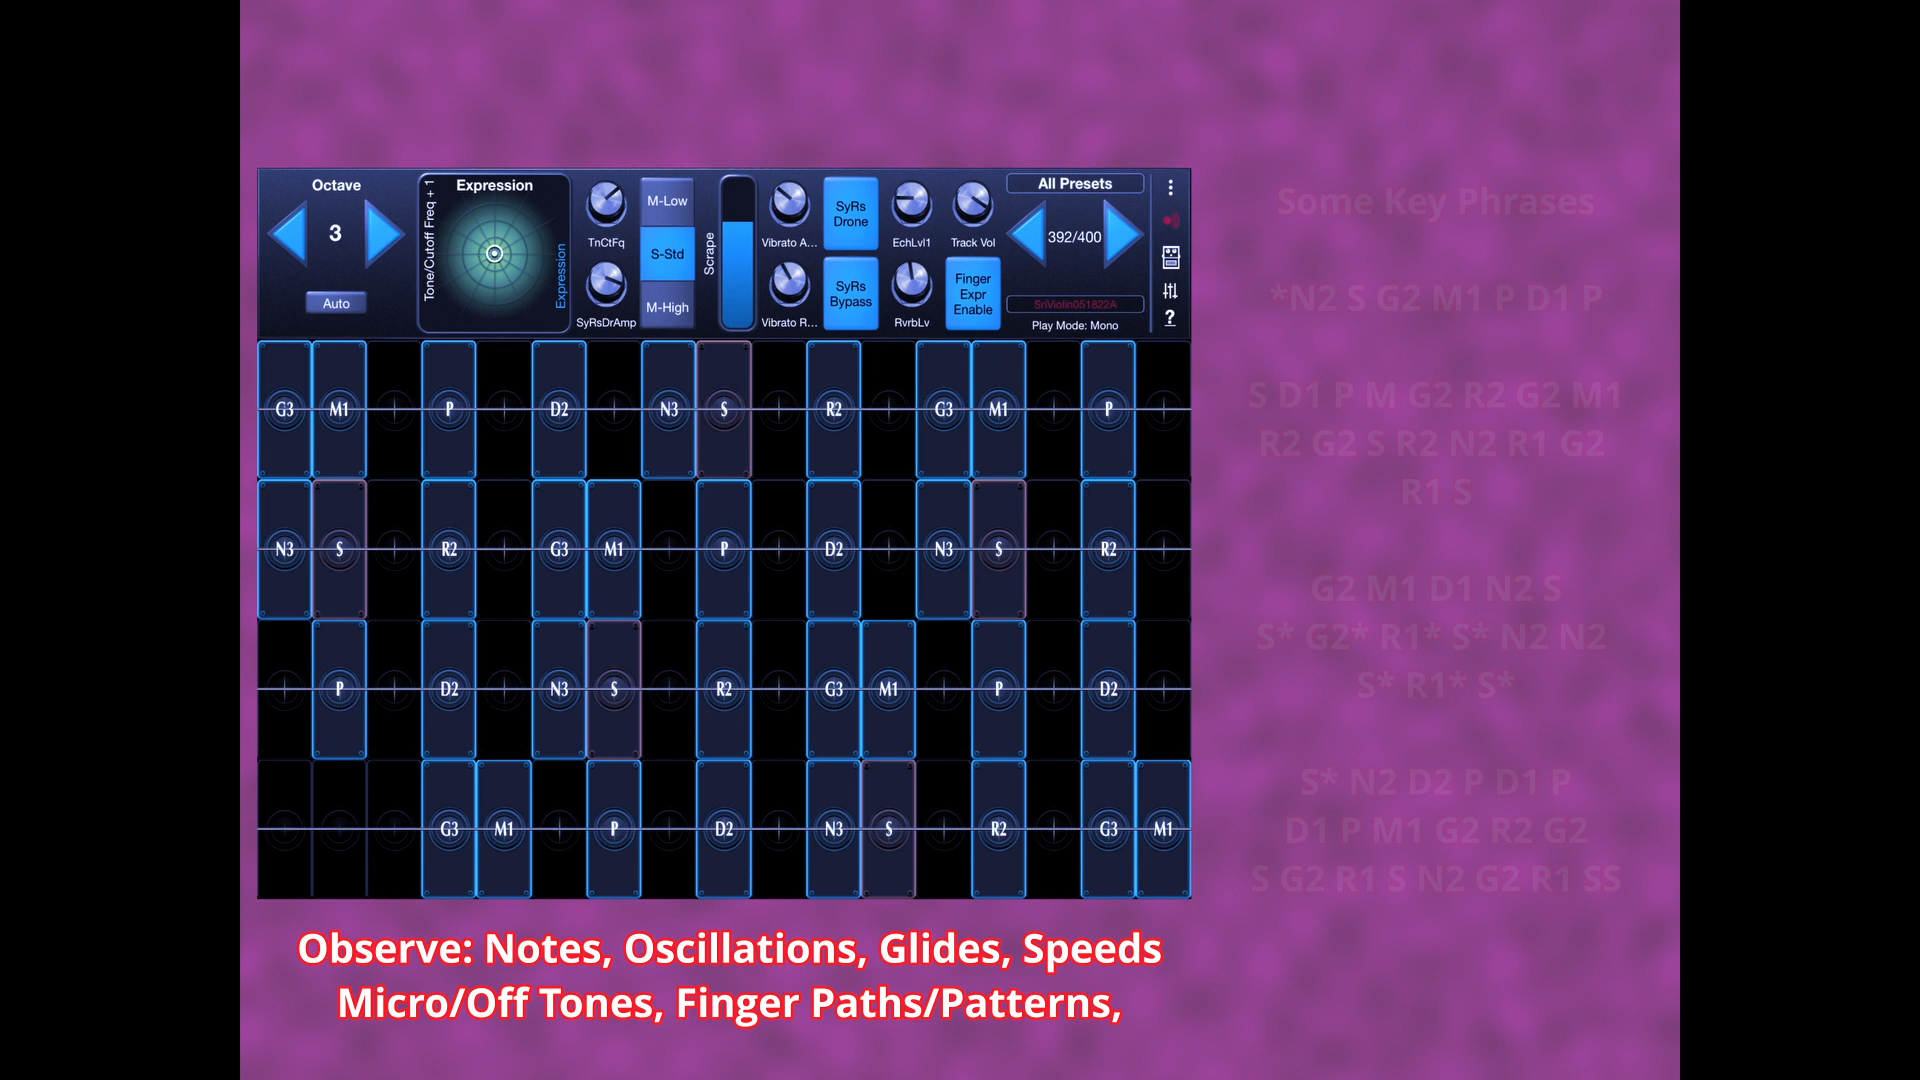 Octave
3
Auto
Tone/Cutoff Freq + 1
Expression
Expression
TnCtFq
SyRsDrAmp
M-Low
S-Std
M-High
Scrape
Vibrato A...
Vibrato R...
SyRs
Drone
SyRs
Bypass
EchLvl1
RvrbLv
Track Vol
Finger
Expr
Enable
All Presets
392/400
SriViolin051822A
Play Mode: Mono
?
G3 M1 P D2 N3 S R2 G3 M1 P
N3 S R2 G3 M1 P D2 N3 S R2
P D2 N3 S R2 G3 M1 P D2
G3 M1 P D2 N3 S R2 G3 M1
Some Key Phrases
*N2 S G2 M1 P D1 P
S D1 P M G2 R2 G2 M1
R2 G2 S R2 N2 R1 G2
R1 S
G2 M1 D1 N2 S
S* G2* R1* S* N2 N2
S* R1* S*
S* N2 D2 P D1 P
D1 P M1 G2 R2 G2
S G2 R1 S N2 G2 R1 SS
Observe: Notes, Oscillations, Glides, Speeds
Micro/Off Tones, Finger Paths/Patterns,